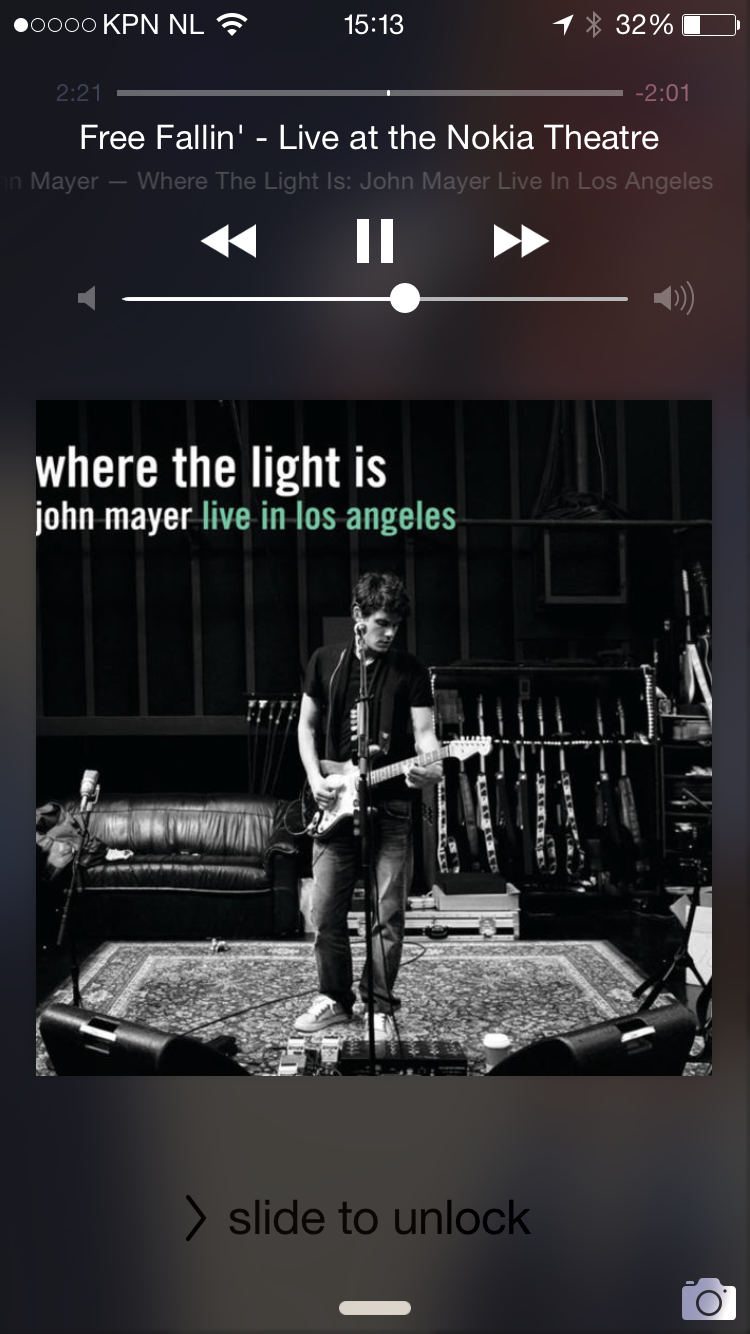 KPN NL 15:13 32%
2:21 -2:01
Free Fallin' - Live at the Nokia Theatre
n Mayer — Where The Light Is: John Mayer Live In Los Angeles
where the light is
john mayer live in los angeles
slide to unlock